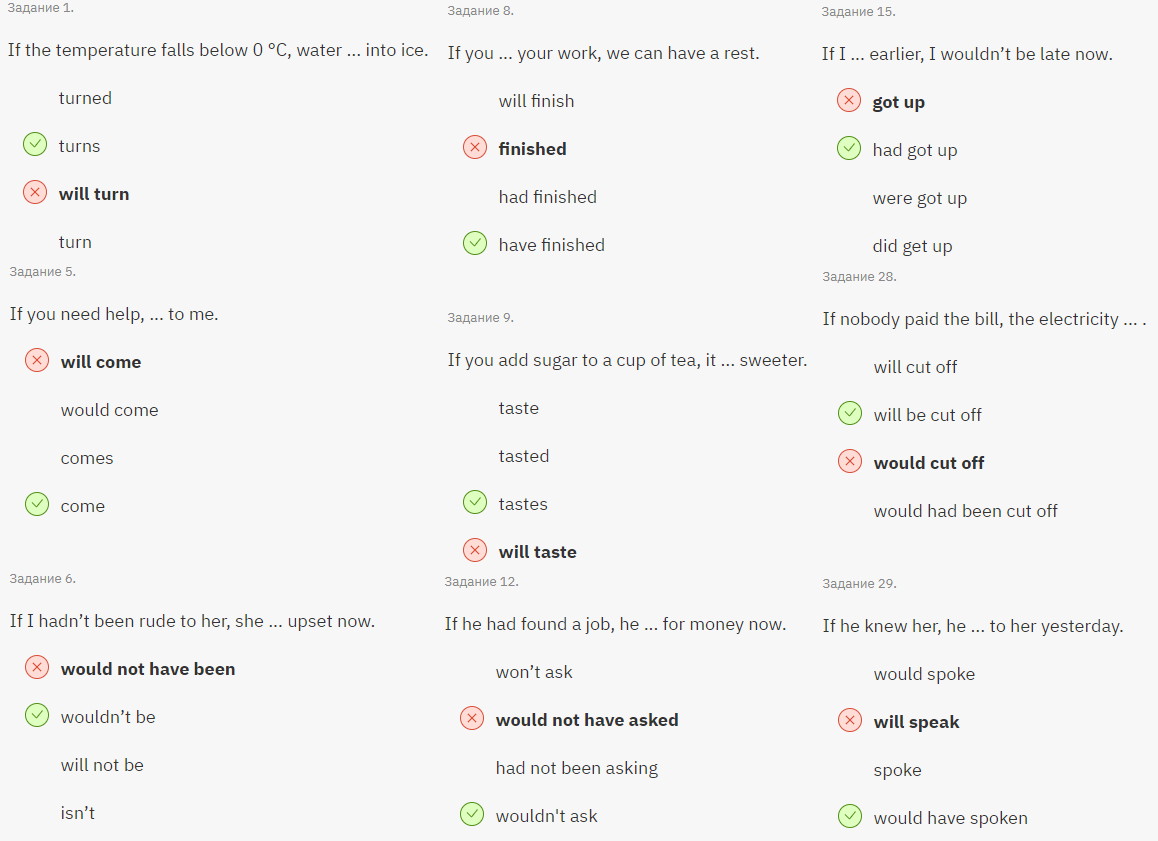 Задание 1.
If the temperature falls below 0 °C, water ... into ice.
turned
turns
will turn
turn
Задание 5.
If you need help, ... to me.
will come
would come
comes
come
Задание 6.
If I hadn’t been rude to her, she ... upset now.
would not have been
wouldn’t be
will not be
isn’t
Задание 8.
If you ... your work, we can have a rest.
will finish
finished
had finished
have finished
Задание 9.
If you add sugar to a cup of tea, it ... sweeter.
taste
tasted
tastes
will taste
Задание 12.
If he had found a job, he ... for money now.
won’t ask
would not have asked
had not been asking
wouldn't ask
Задание 15.
If I ... earlier, I wouldn’t be late now.
got up
had got up
were got up
did get up
Задание 28.
If nobody paid the bill, the electricity ... .
will cut off
will be cut off
would cut off
would had been cut off
Задание 29.
If he knew her, he ... to her yesterday.
would spoke
will speak
spoke
would have spoken